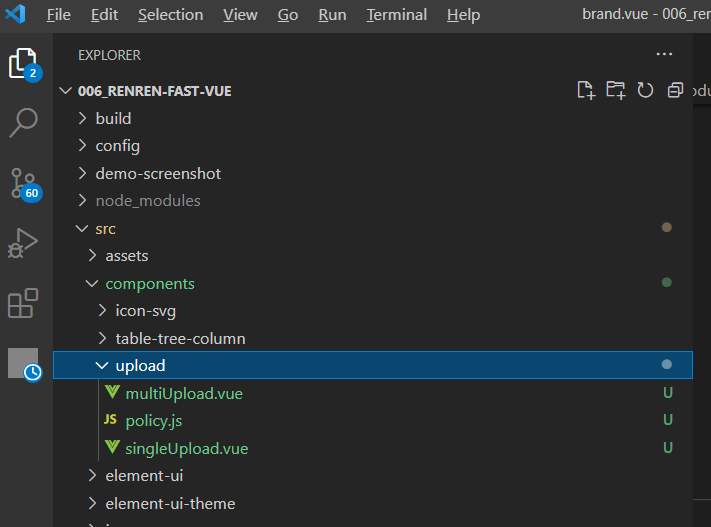 File Edit Selection View Go Run Terminal Help brand.vue - 006_ren
EXPLORER
2
006_RENREN-FAST-VUE
odu
build
config
demo-screenshot
node_modules
60
src
assets
components
icon-svg
table-tree-column
upload
multiUpload.vue U
JS policy.js U
singleUpload.vue U
element-ui
element-ui-theme